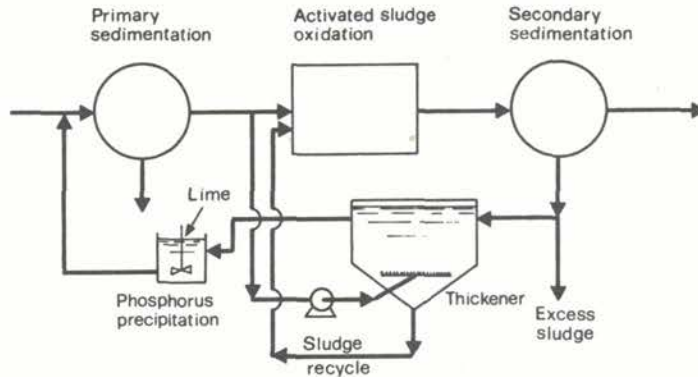 Primary
sedimentation
Activated sludge
oxidation
Secondary
sedimentation
Lime
Phosphorus
precipitation
Thickener
Excess
sludge
Sludge
recycle